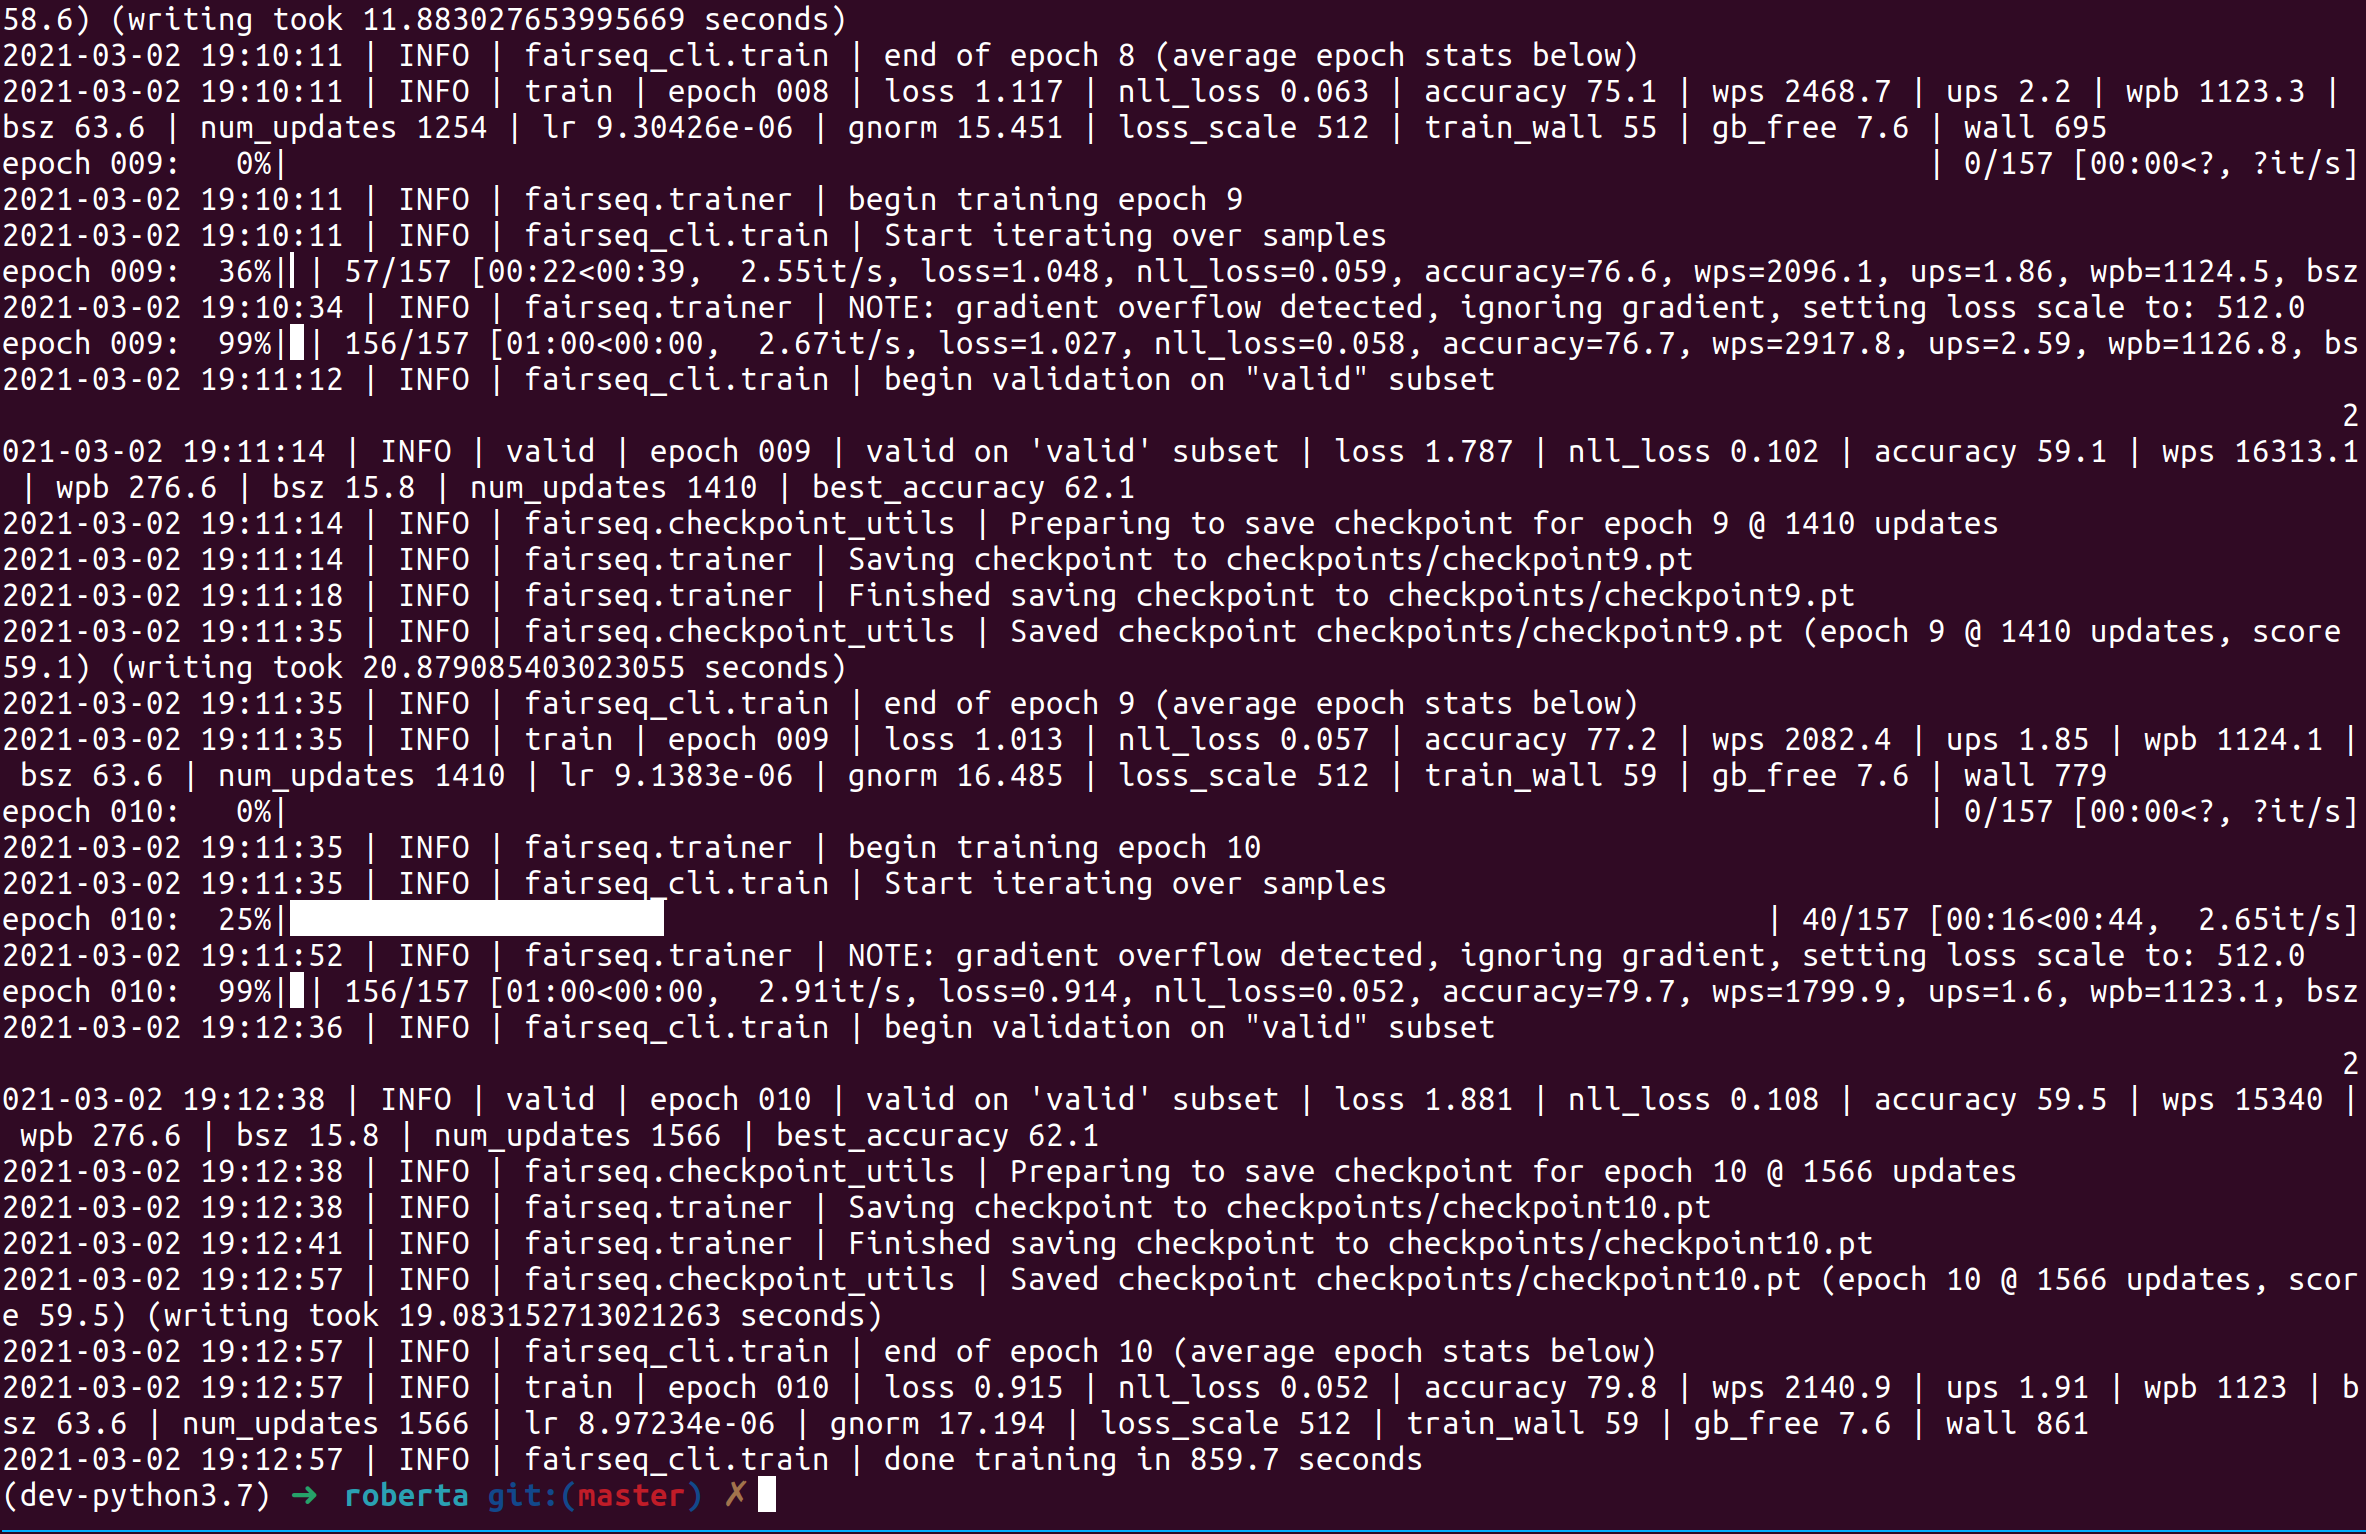 58.6) (writing took 11.883027653995669 seconds)
2021-03-02 19:10:11 | INFO | fairseq_cli.train | end of epoch 8 (average epoch stats below)
2021-03-02 19:10:11 | INFO | train | epoch 008 | loss 1.117 | nll_loss 0.063 | accuracy 75.1 | wps 2468.7 | ups 2.2 | wpb 1123.3 |
bsz 63.6 | num_updates 1254 | lr 9.30426e-06 | gnorm 15.451 | loss_scale 512 | train_wall 55 | gb_free 7.6 | wall 695
epoch 009:   0%|                                                                                           | 0/157 [00:00<?, ?it/s]
2021-03-02 19:10:11 | INFO | fairseq.trainer | begin training epoch 9
2021-03-02 19:10:11 | INFO | fairseq_cli.train | Start iterating over samples
epoch 009:  36%|▎ | 57/157 [00:22<00:39,  2.55it/s, loss=1.048, nll_loss=0.059, accuracy=76.6, wps=2096.1, ups=1.86, wpb=1124.5, bsz
2021-03-02 19:10:34 | INFO | fairseq.trainer | NOTE: gradient overflow detected, ignoring gradient, setting loss scale to: 512.0
epoch 009:  99%|▉ | 156/157 [01:00<00:00,  2.67it/s, loss=1.027, nll_loss=0.058, accuracy=76.7, wps=2917.8, ups=2.59, wpb=1126.8, bs
2021-03-02 19:11:12 | INFO | fairseq_cli.train | begin validation on "valid" subset
2
021-03-02 19:11:14 | INFO | valid | epoch 009 | valid on 'valid' subset | loss 1.787 | nll_loss 0.102 | accuracy 59.1 | wps 16313.1
 | wpb 276.6 | bsz 15.8 | num_updates 1410 | best_accuracy 62.1
2021-03-02 19:11:14 | INFO | fairseq.checkpoint_utils | Preparing to save checkpoint for epoch 9 @ 1410 updates
2021-03-02 19:11:14 | INFO | fairseq.trainer | Saving checkpoint to checkpoints/checkpoint9.pt
2021-03-02 19:11:18 | INFO | fairseq.trainer | Finished saving checkpoint to checkpoints/checkpoint9.pt
2021-03-02 19:11:35 | INFO | fairseq.checkpoint_utils | Saved checkpoint checkpoints/checkpoint9.pt (epoch 9 @ 1410 updates, score
59.1) (writing took 20.879085403023055 seconds)
2021-03-02 19:11:35 | INFO | fairseq_cli.train | end of epoch 9 (average epoch stats below)
2021-03-02 19:11:35 | INFO | train | epoch 009 | loss 1.013 | nll_loss 0.057 | accuracy 77.2 | wps 2082.4 | ups 1.85 | wpb 1124.1 |
 bsz 63.6 | num_updates 1410 | lr 9.1383e-06 | gnorm 16.485 | loss_scale 512 | train_wall 59 | gb_free 7.6 | wall 779
epoch 010:   0%|                                                                                           | 0/157 [00:00<?, ?it/s]
2021-03-02 19:11:35 | INFO | fairseq.trainer | begin training epoch 10
2021-03-02 19:11:35 | INFO | fairseq_cli.train | Start iterating over samples
epoch 010:  25%|████████████████████▊                                                             | 40/157 [00:16<00:44,  2.65it/s]
2021-03-02 19:11:52 | INFO | fairseq.trainer | NOTE: gradient overflow detected, ignoring gradient, setting loss scale to: 512.0
epoch 010:  99%|▉ | 156/157 [01:00<00:00,  2.91it/s, loss=0.914, nll_loss=0.052, accuracy=79.7, wps=1799.9, ups=1.6, wpb=1123.1, bsz
2021-03-02 19:12:36 | INFO | fairseq_cli.train | begin validation on "valid" subset
2
021-03-02 19:12:38 | INFO | valid | epoch 010 | valid on 'valid' subset | loss 1.881 | nll_loss 0.108 | accuracy 59.5 | wps 15340 |
 wpb 276.6 | bsz 15.8 | num_updates 1566 | best_accuracy 62.1
2021-03-02 19:12:38 | INFO | fairseq.checkpoint_utils | Preparing to save checkpoint for epoch 10 @ 1566 updates
2021-03-02 19:12:38 | INFO | fairseq.trainer | Saving checkpoint to checkpoints/checkpoint10.pt
2021-03-02 19:12:41 | INFO | fairseq.trainer | Finished saving checkpoint to checkpoints/checkpoint10.pt
2021-03-02 19:12:57 | INFO | fairseq.checkpoint_utils | Saved checkpoint checkpoints/checkpoint10.pt (epoch 10 @ 1566 updates, scor
e 59.5) (writing took 19.083152713021263 seconds)
2021-03-02 19:12:57 | INFO | fairseq_cli.train | end of epoch 10 (average epoch stats below)
2021-03-02 19:12:57 | INFO | train | epoch 010 | loss 0.915 | nll_loss 0.052 | accuracy 79.8 | wps 2140.9 | ups 1.91 | wpb 1123 | b
sz 63.6 | num_updates 1566 | lr 8.97234e-06 | gnorm 17.194 | loss_scale 512 | train_wall 59 | gb_free 7.6 | wall 861
2021-03-02 19:12:57 | INFO | fairseq_cli.train | done training in 859.7 seconds
(dev-python3.7) ➜  roberta git:(master) ✗